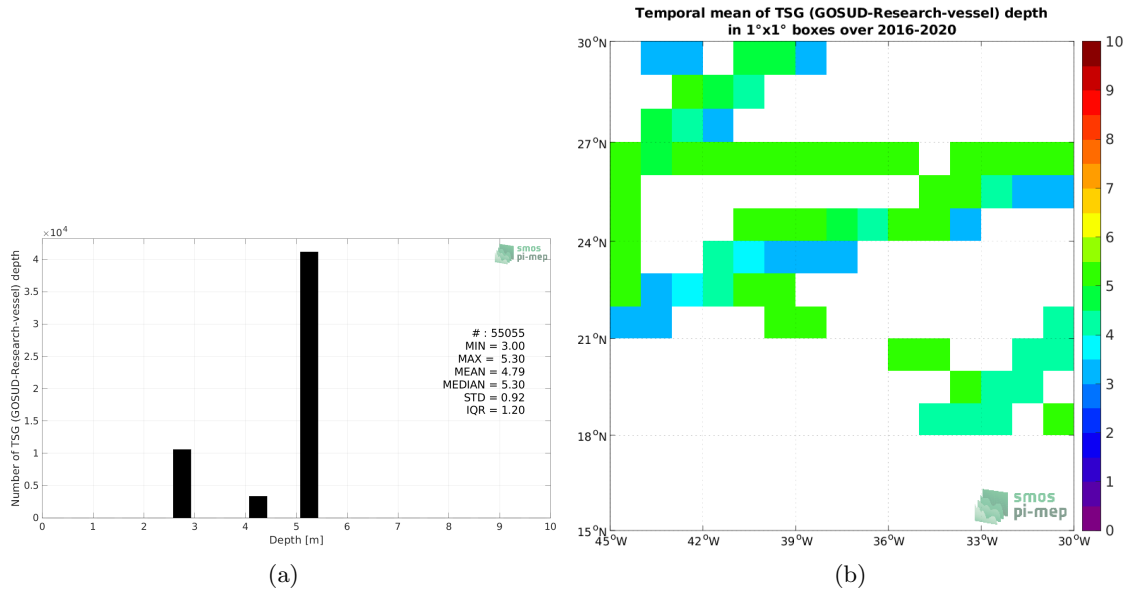 ×10⁴
4
3.5
3
2.5
2
1.5
1
0.5
0
0 1 2 3 4 5 6 7 8 9 10
Depth [m]
Number of TSG (GOSUD-Research-vessel) depth
smos
pi-mep
# : 55055
MIN = 3.00
MAX = 5.30
MEAN = 4.79
MEDIAN = 5.30
STD = 0.92
IQR = 1.20
(a)
Temporal mean of TSG (GOSUD-Research-vessel) depth
in 1°x1° boxes over 2016-2020
30°N
27°N
24°N
21°N
18°N
15°N
45°W 42°W 39°W 36°W 33°W 30°W
smos
pi-mep
10
9
8
7
6
5
4
3
2
1
0
(b)